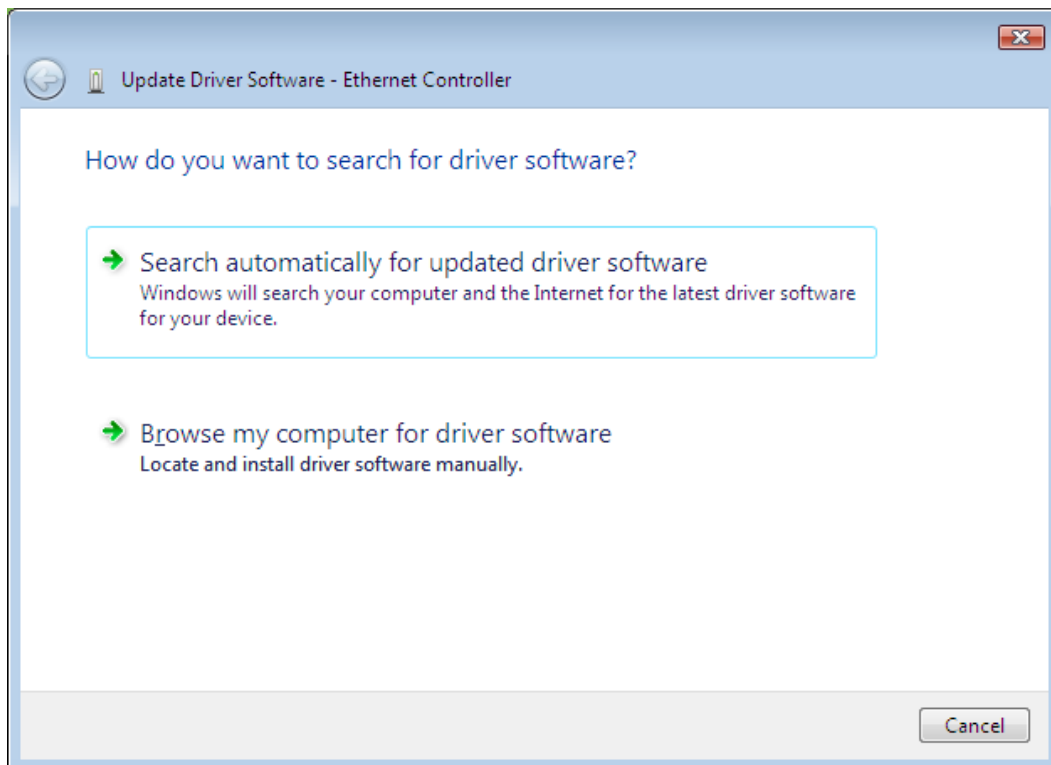 Update Driver Software - Ethernet Controller
How do you want to search for driver software?
Search automatically for updated driver software
Windows will search your computer and the Internet for the latest driver software
for your device.
Browse my computer for driver software
Locate and install driver software manually.
Cancel